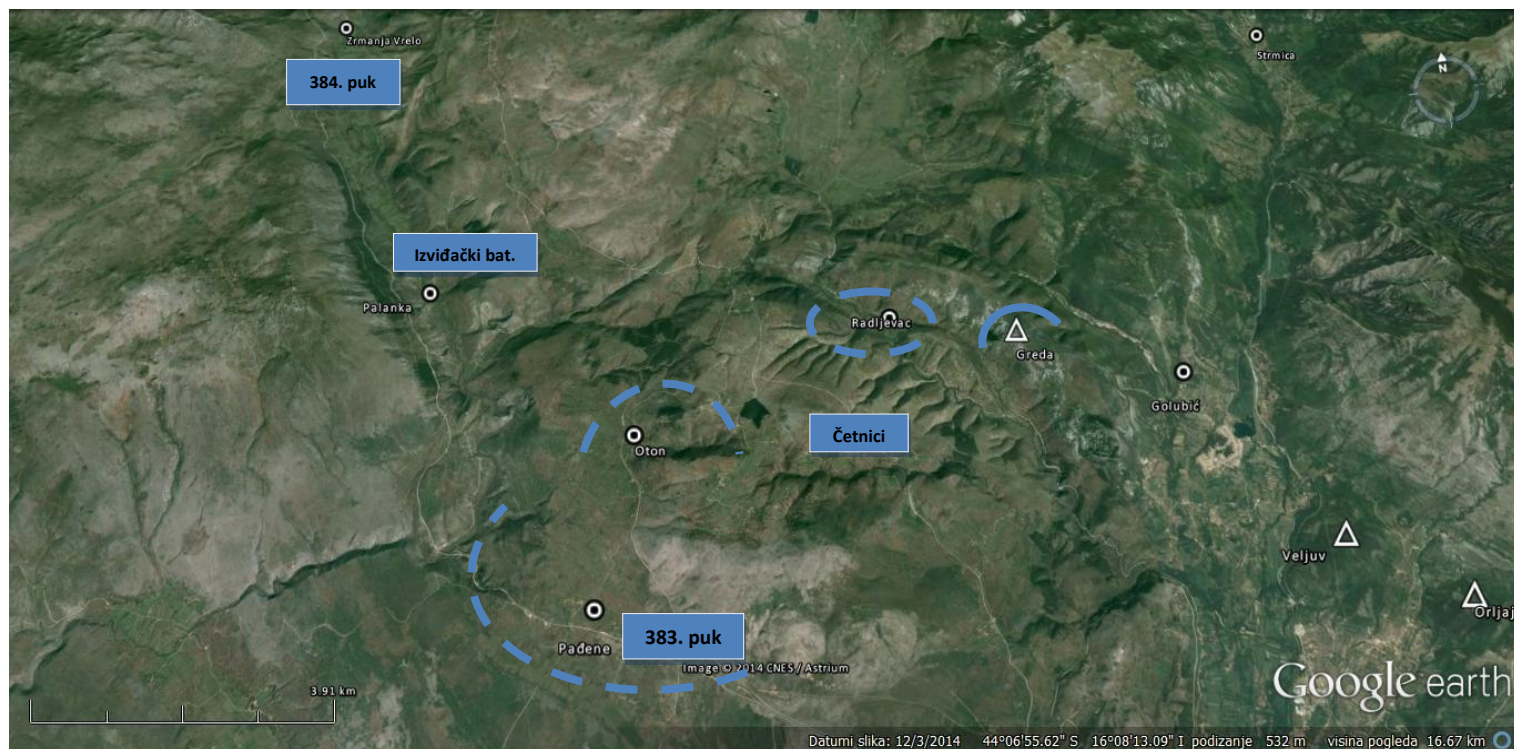 Zrmanja Vrelo
Strmica
384. puk
N
Izviđački bat.
Palanka
Radljevac
Greda
Golubić
Četnici
Oton
Veljuv
Orljaj
Pađene
383. puk
Image © 2014 CNES / Astrium
3.91 km
Google earth
Datumi slika: 12/3/2014 44°06'55.62" S 16°08'13.09" I podizanje 532 m visina pogleda 16.67 km